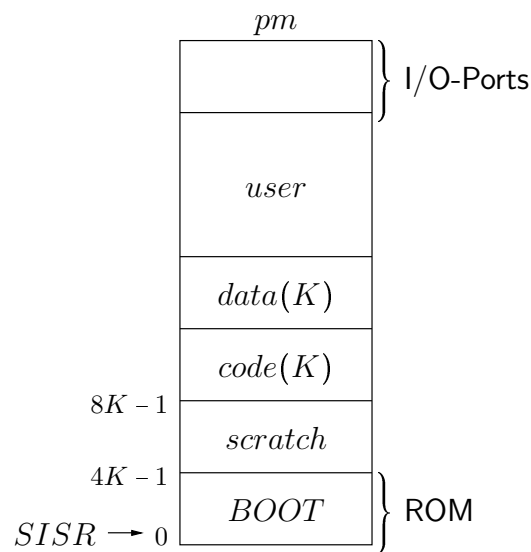 pm
I/O-Ports
user
data(K)
code(K)
8K – 1
scratch
4K – 1
BOOT
ROM
SISR
0